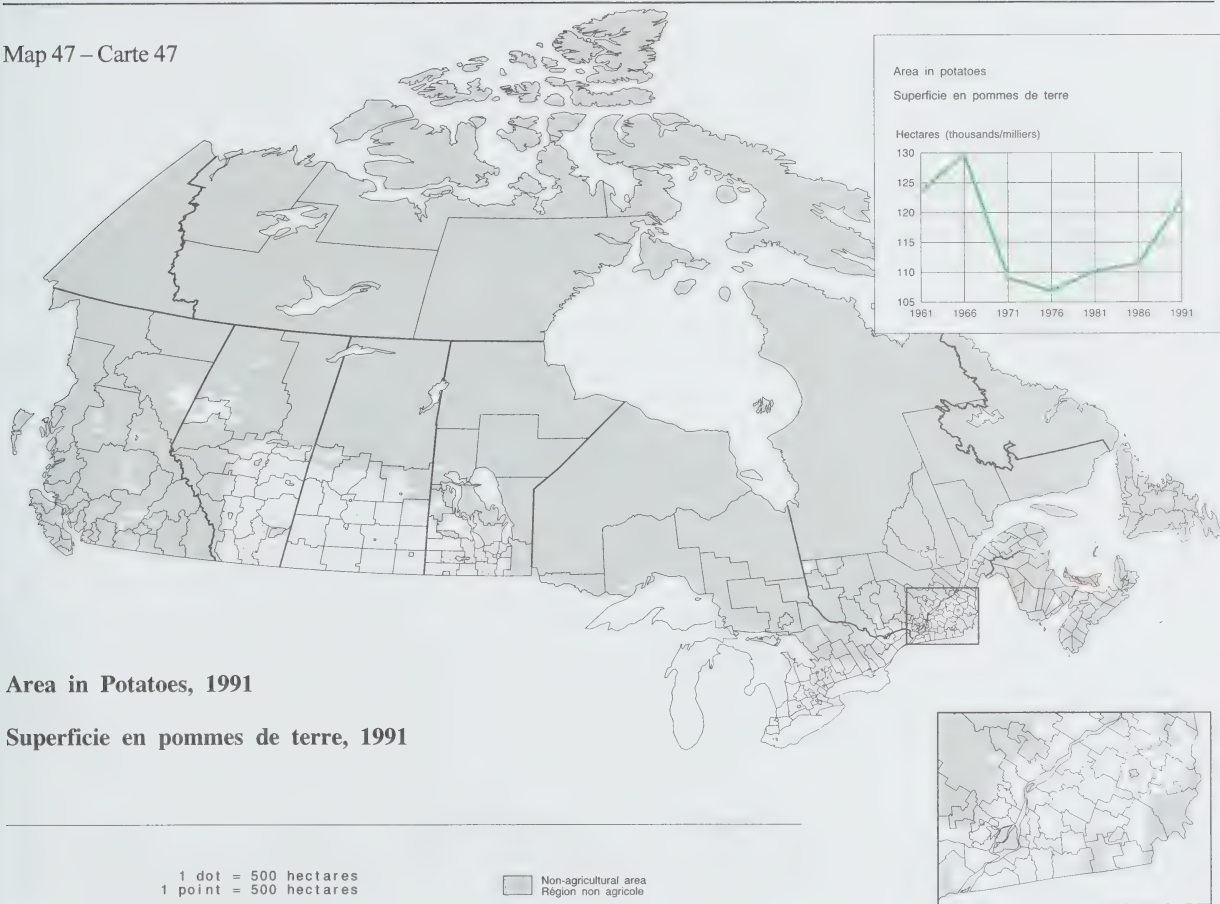 Map 47 – Carte 47
Area in potatoes
Superficie en pommes de terre
Hectares (thousands/milliers)
130
125
120
115
110
105
1961 1966 1971 1976 1981 1986 1991
Area in Potatoes, 1991
Superficie en pommes de terre, 1991
1 dot = 500 hectares
1 point = 500 hectares
Non-agricultural area
Région non agricole